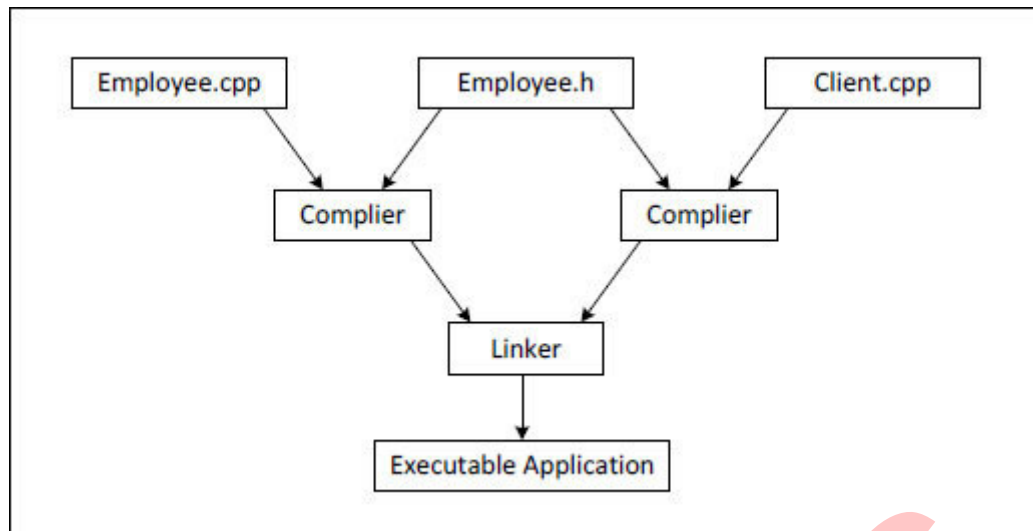 Employee.cpp Employee.h Client.cpp
Complier Complier
Linker
Executable Application